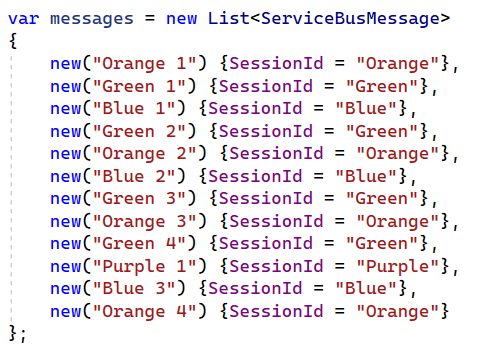 var messages = new List<ServiceBusMessage>
{
    new("Orange 1") {SessionId = "Orange"},
    new("Green 1") {SessionId = "Green"},
    new("Blue 1") {SessionId = "Blue"},
    new("Green 2") {SessionId = "Green"},
    new("Orange 2") {SessionId = "Orange"},
    new("Blue 2") {SessionId = "Blue"},
    new("Green 3") {SessionId = "Green"},
    new("Orange 3") {SessionId = "Orange"},
    new("Green 4") {SessionId = "Green"},
    new("Purple 1") {SessionId = "Purple"},
    new("Blue 3") {SessionId = "Blue"},
    new("Orange 4") {SessionId = "Orange"}
};